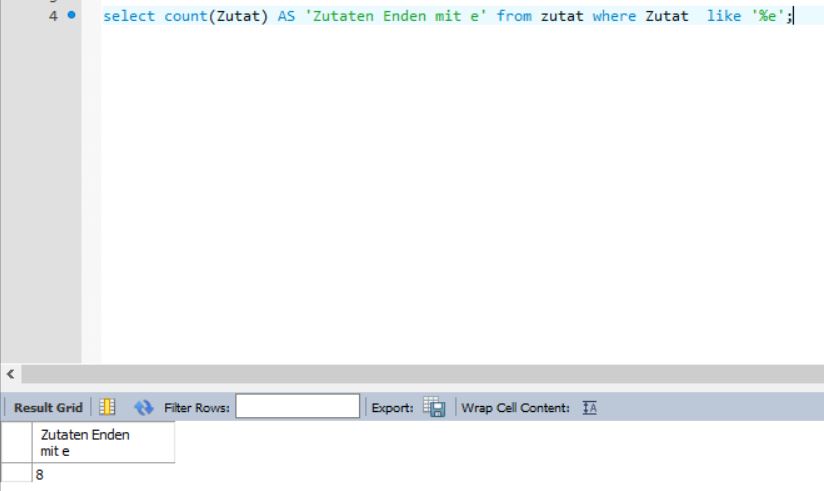 4 select count(Zutat) AS 'Zutaten Enden mit e' from zutat where Zutat  like '%e';
Result Grid Filter Rows: Export: Wrap Cell Content: IA
Zutaten Enden
mit e
8